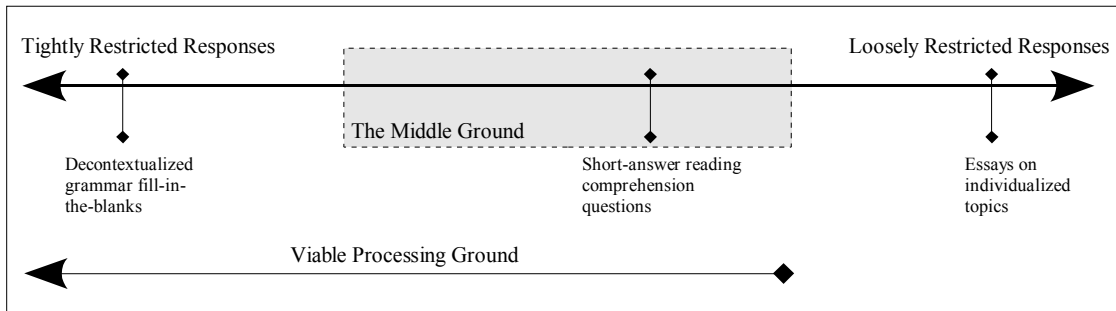 Tightly Restricted Responses
Loosely Restricted Responses
The Middle Ground
Decontextualized
grammar fill-in-
the-blanks
Short-answer reading
comprehension
questions
Essays on
individualized
topics
Viable Processing Ground